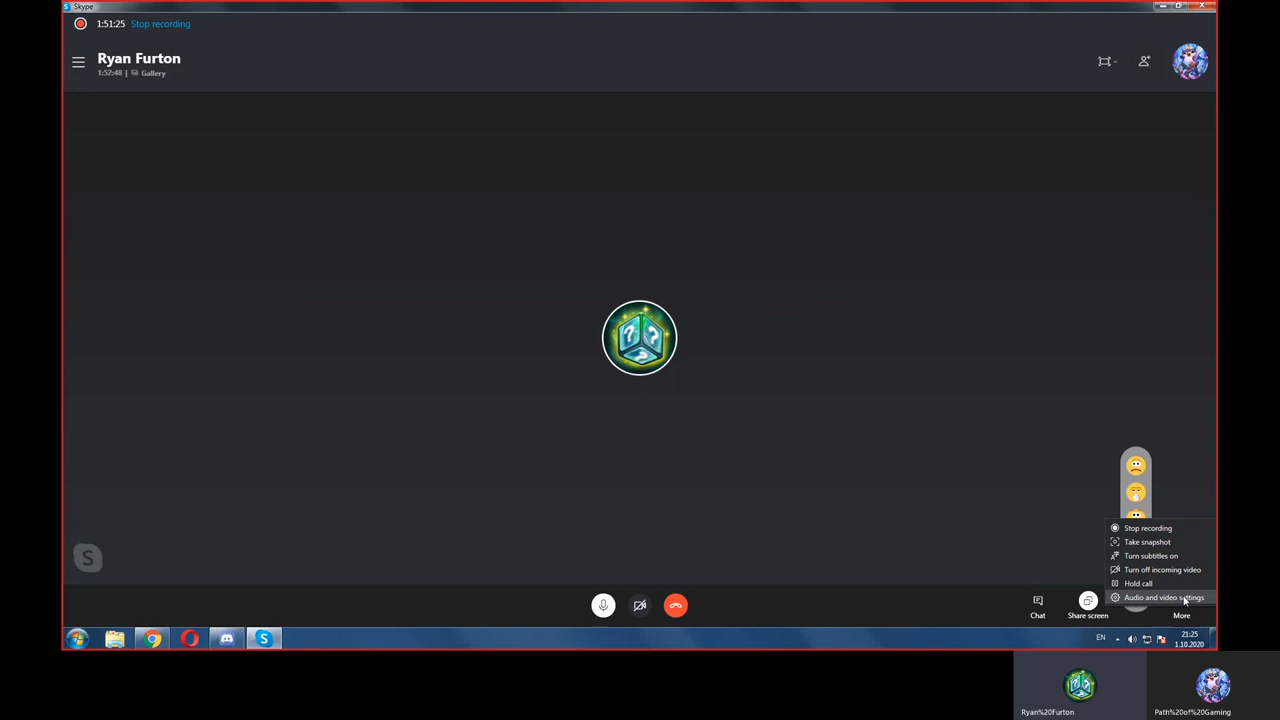 Skype
1:51:25 Stop recording
Ryan Furton
1:52:48 | Gallery
S
Stop recording
Take snapshot
Turn subtitles on
Turn off incoming video
Hold call
Audio and video settings
Chat
Share screen
More
EN
21:25
1.10.2020
Ryan%20Furton
Path%20of%20Gaming